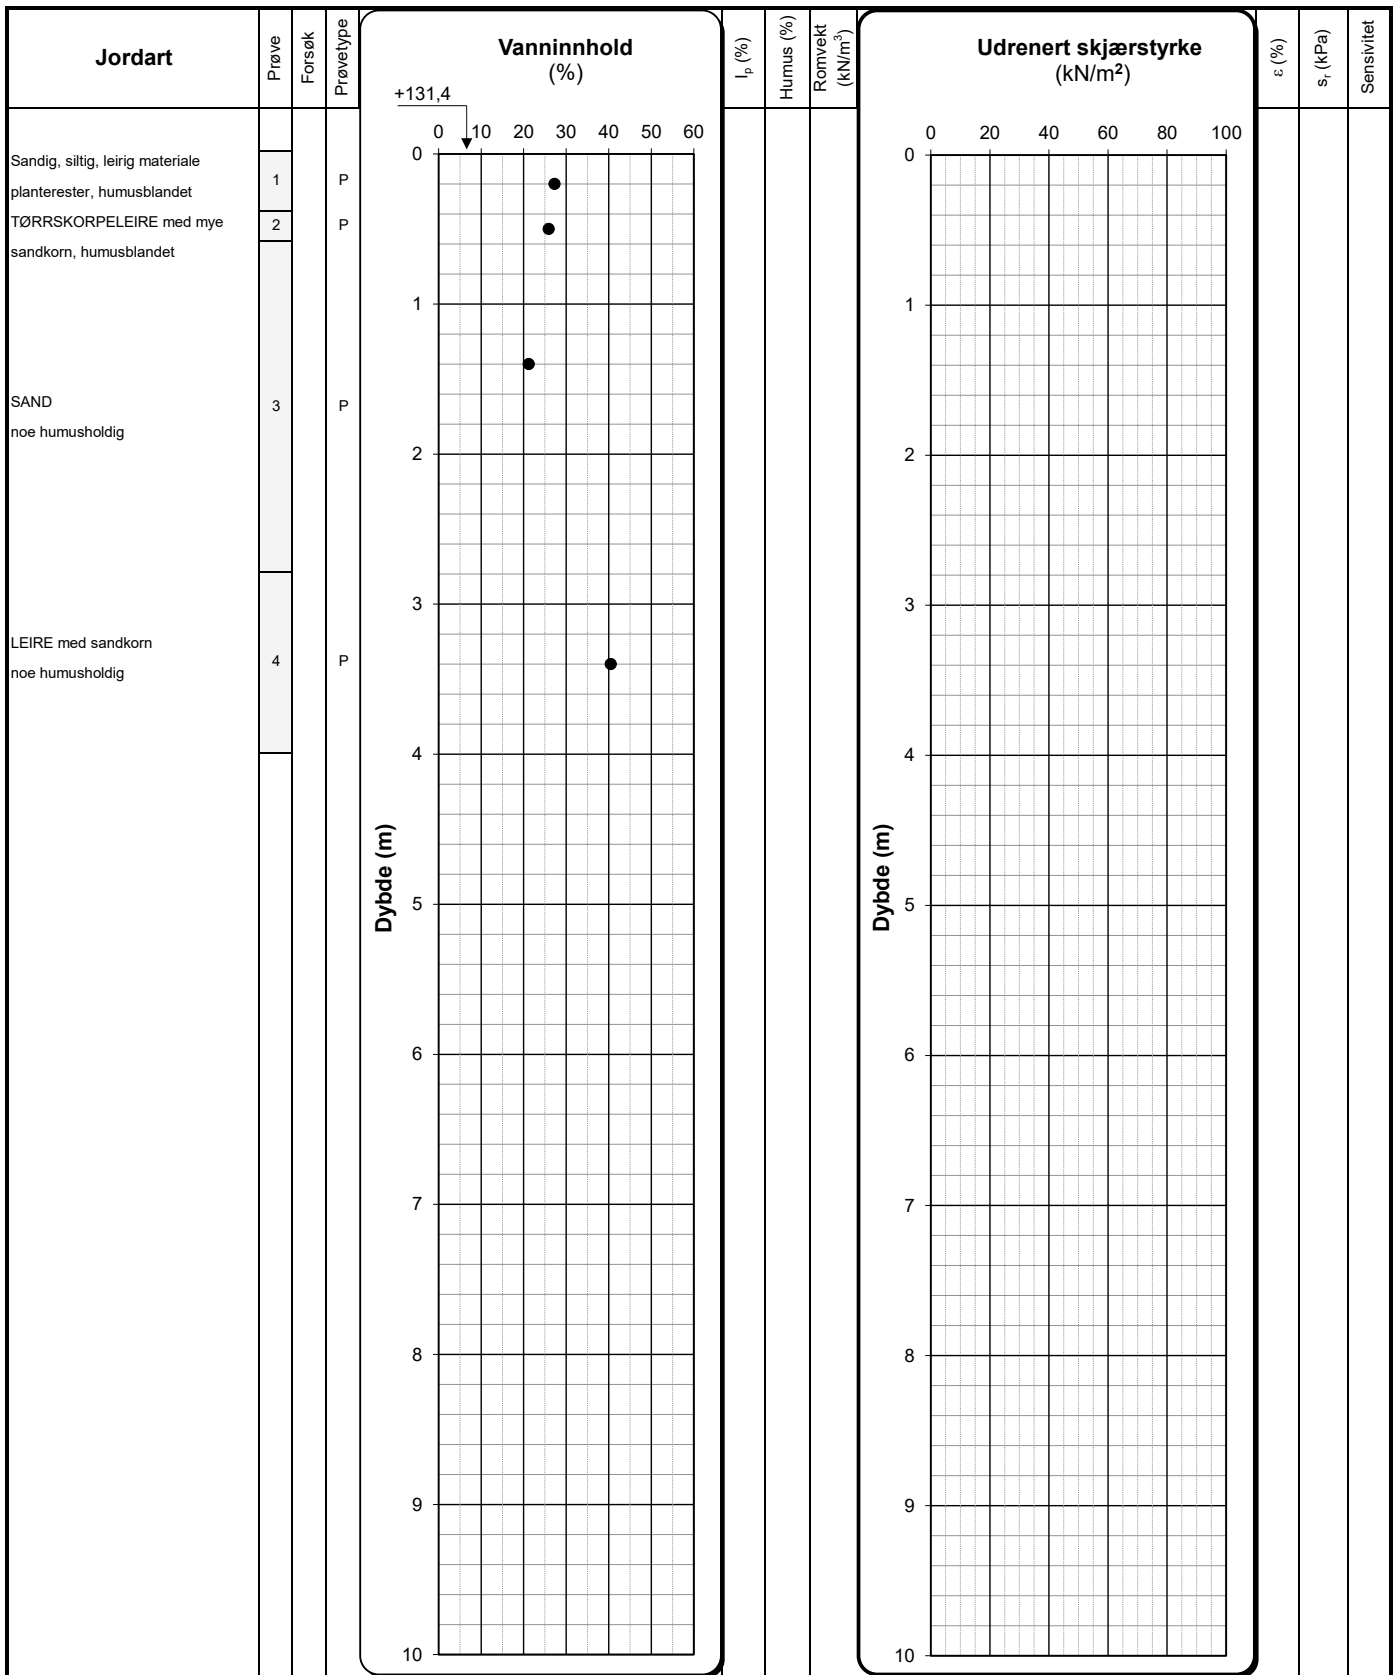 Jordart
Prøve
Forsøk
Prøvetype
Vanninnhold
(%)
+131,4
Iₚ (%)
Humus (%)
Romvekt
(kN/m³)
Udrenert skjærstyrke
(kN/m²)
ε (%)
sᵣ (kPa)
Sensivitet
0 10 20 30 40 50 60
0 20 40 60 80 100
Sandig, siltig, leirig materiale
planterester, humusblandet
1 P
TØRRSKORPELEIRE med mye
2 P
sandkorn, humusblandet
SAND
3 P
noe humusholdig
LEIRE med sandkorn
4 P
noe humusholdig
Dybde (m)
0
1
2
3
4
5
6
7
8
9
10
Dybde (m)
0
1
2
3
4
5
6
7
8
9
10